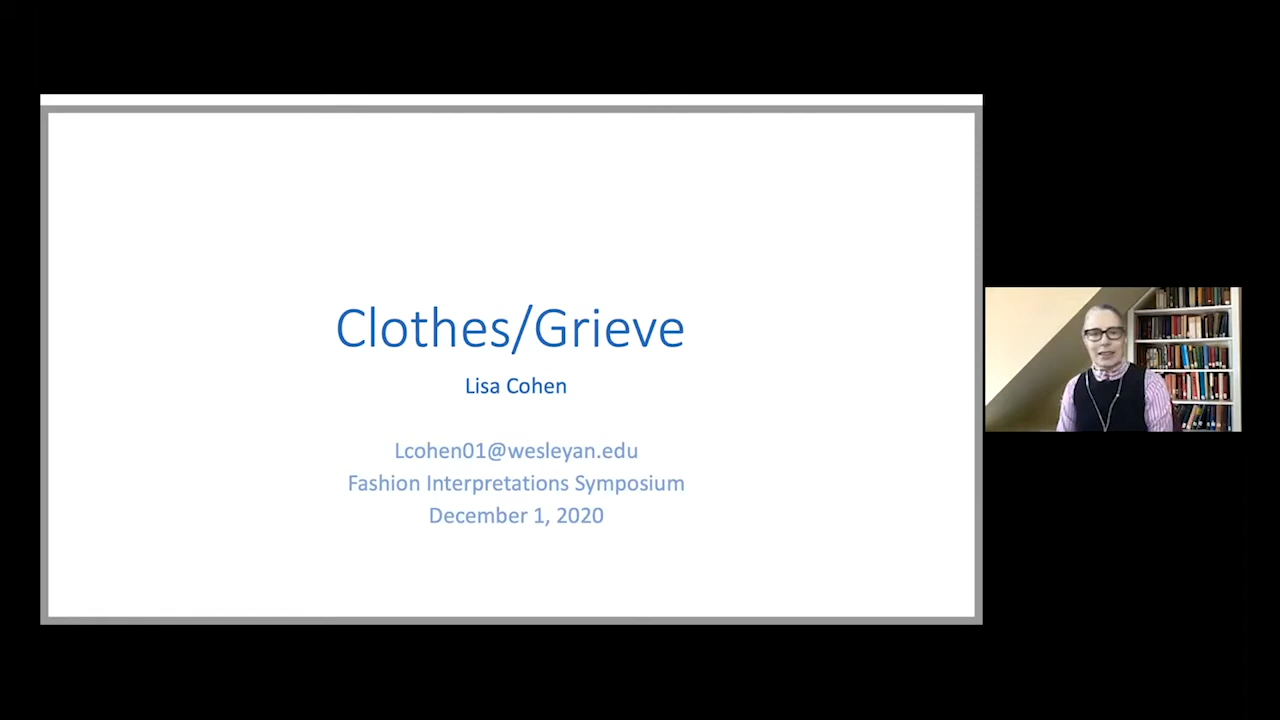 Clothes/Grieve
Lisa Cohen
Lcohen01@wesleyan.edu
Fashion Interpretations Symposium
December 1, 2020